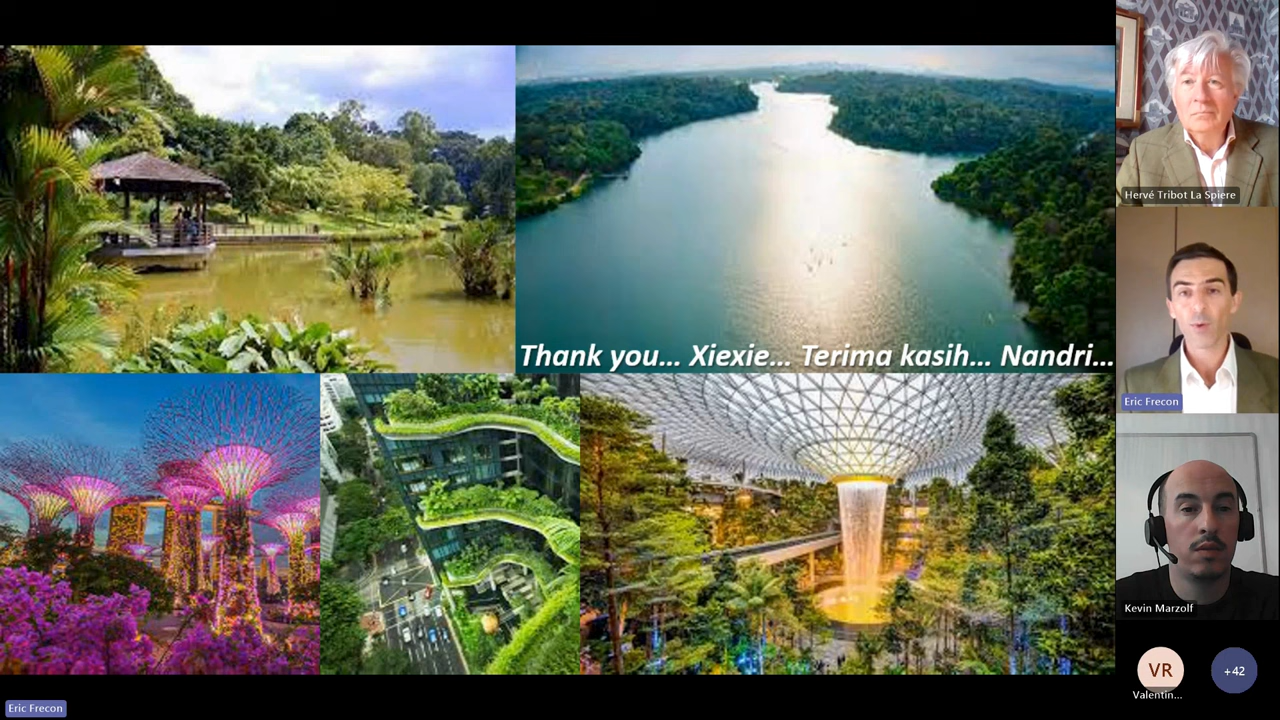 Thank you... Xiexie... Terima kasih... Nandri...
Hervé Tribot La Spiere
Eric Frecon
Kevin Marzolf
VR
Valentin...
+42
Eric Frecon